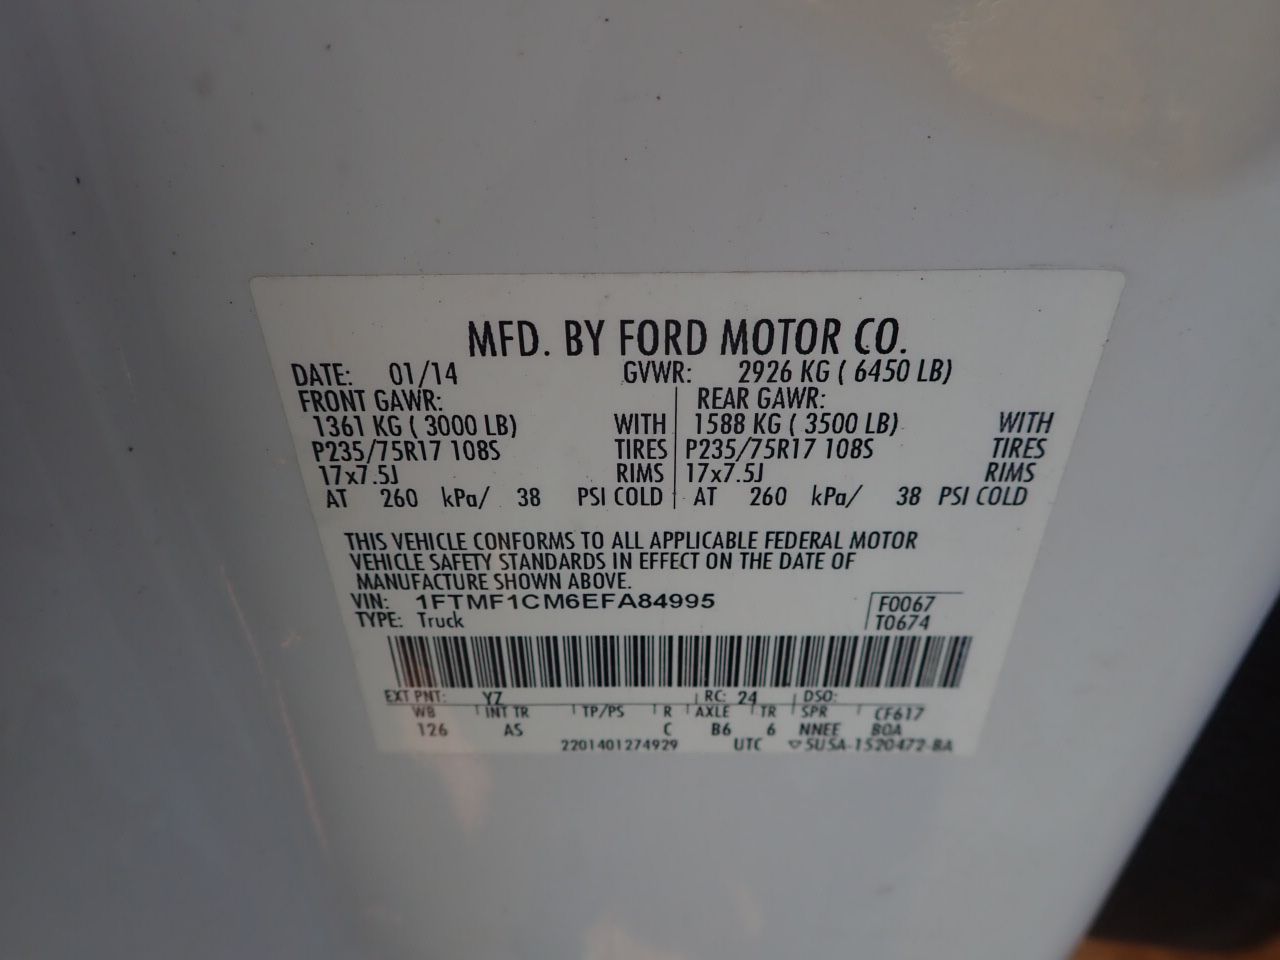 MFD. BY FORD MOTOR CO.
DATE: 01/14 GVWR: 2926 KG ( 6450 LB)
FRONT GAWR: REAR GAWR:
1361 KG ( 3000 LB) WITH 1588 KG ( 3500 LB) WITH
P235/75R17 108S TIRES P235/75R17 108S TIRES
17x7.5J RIMS 17x7.5J RIMS
AT 260 kPa/ 38 PSI COLD AT 260 kPa/ 38 PSI COLD
THIS VEHICLE CONFORMS TO ALL APPLICABLE FEDERAL MOTOR
VEHICLE SAFETY STANDARDS IN EFFECT ON THE DATE OF
MANUFACTURE SHOWN ABOVE.
VIN: 1FTMF1CM6EFA84995 F0067
TYPE: Truck T0674
EXT PNT: YZ RC: 24 DSO:
WB INT TR TP/PS R AXLE TR SPR CF617
126 AS C B6 6 NNEE BOA
2201401274929 UTC ▽5USA-1520472-BA